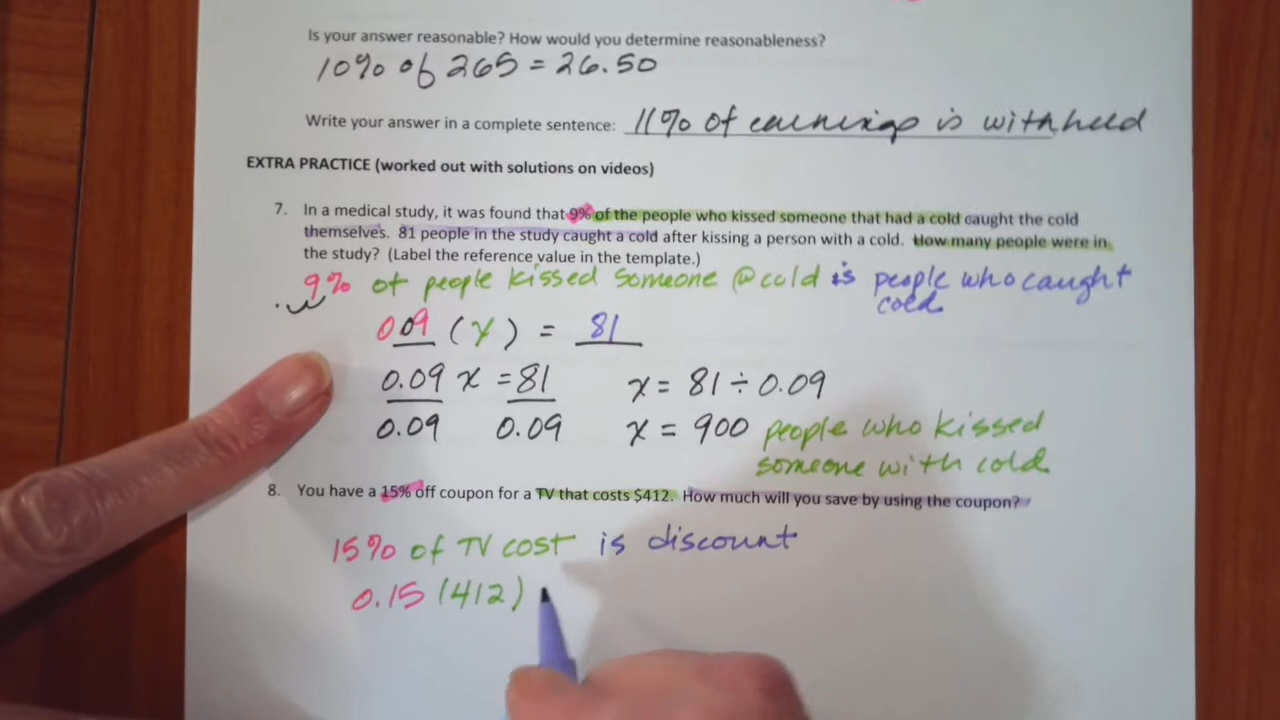 Is your answer reasonable? How would you determine reasonableness?
10% of 265 = 26.50
Write your answer in a complete sentence: 11% of earnings is withheld
EXTRA PRACTICE (worked out with solutions on videos)
7. In a medical study, it was found that 9% of the people who kissed someone that had a cold caught the cold
themselves. 81 people in the study caught a cold after kissing a person with a cold. How many people were in
the study? (Label the reference value in the template.)
9% of people kissed someone @ cold is people who caught
cold
0.09 (x) = 81
0.09 x = 81 x = 81 ÷ 0.09
0.09 0.09 x = 900 people who kissed
someone with cold
8. You have a 15% off coupon for a TV that costs $412. How much will you save by using the coupon?
15% of TV cost is discount
0.15 (412)